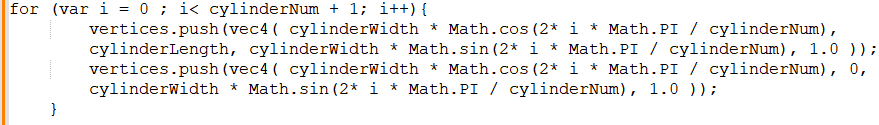 for (var i = 0 ; i< cylinderNum + 1; i++){
vertices.push(vec4( cylinderWidth * Math.cos(2* i * Math.PI / cylinderNum),
cylinderLength, cylinderWidth * Math.sin(2* i * Math.PI / cylinderNum), 1.0 ));
vertices.push(vec4( cylinderWidth * Math.cos(2* i * Math.PI / cylinderNum), 0,
cylinderWidth * Math.sin(2* i * Math.PI / cylinderNum), 1.0 ));
}